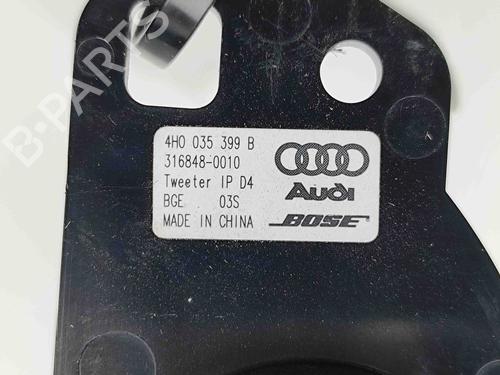 B-PARTS
4H0 035 399 B
316848-0010
Tweeter IP D4
BGE 03S
MADE IN CHINA
Audi
BOSE